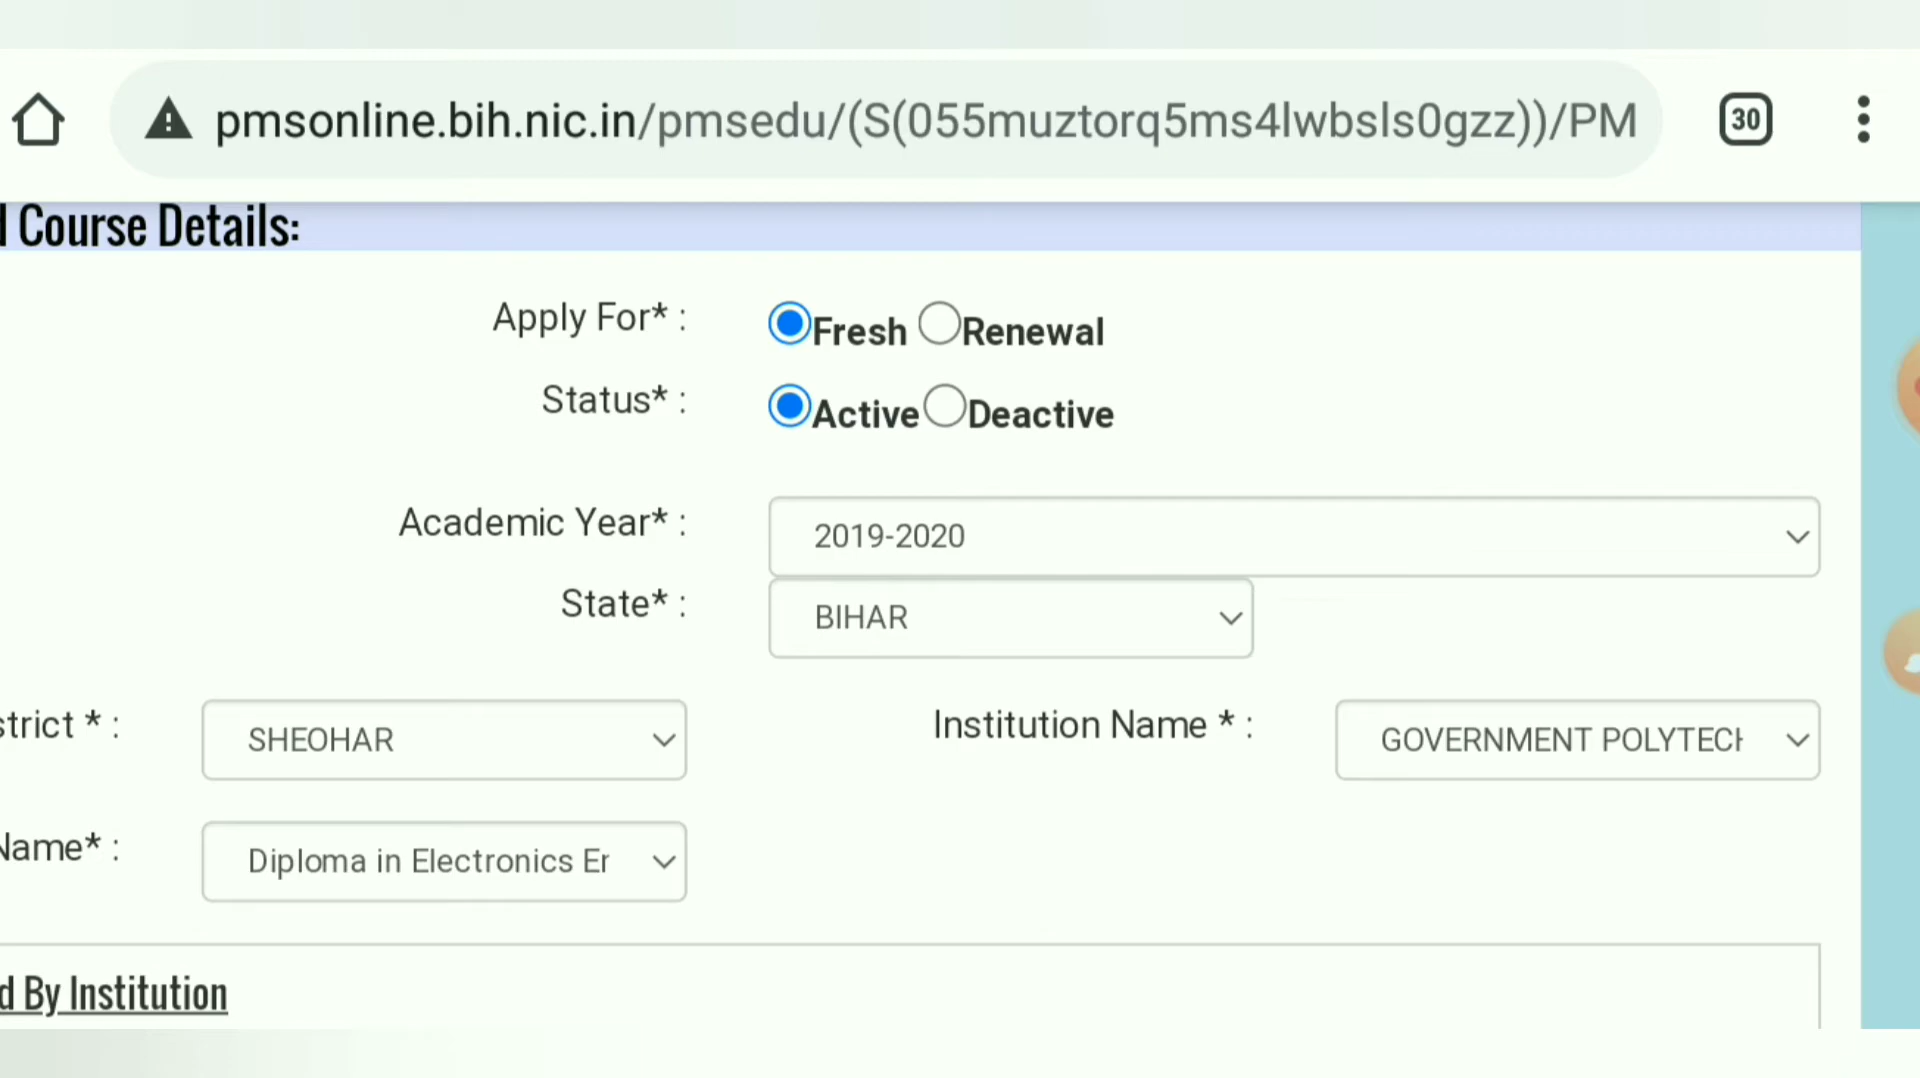 pmsonline.bih.nic.in/pmsedu/(S(055muztorq5ms4lwbsls0gzz))/PM
30
Course Details:
Apply For* : Fresh Renewal
Status* : Active Deactive
Academic Year* : 2019-2020
State* : BIHAR
strict * : SHEOHAR Institution Name * : GOVERNMENT POLYTECH
Name* : Diploma in Electronics Er
d By Institution